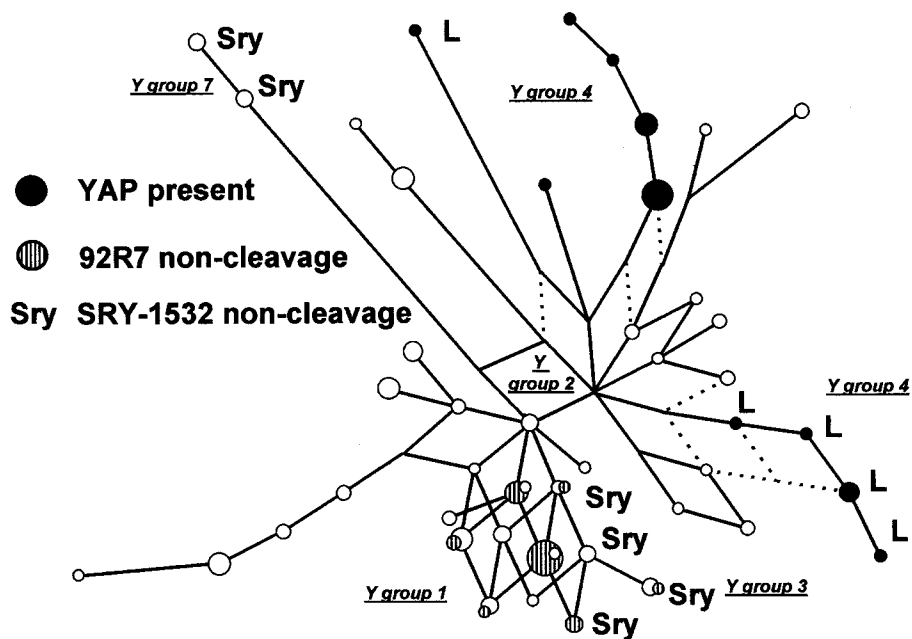 Sry
L
Y group 7
Sry
Y group 4
YAP present
92R7 non-cleavage
Sry SRY-1532 non-cleavage
Y
group 2
Y group 4
L
L
L
Sry
L
Sry
Y group 1
Sry
Y group 3
Sry